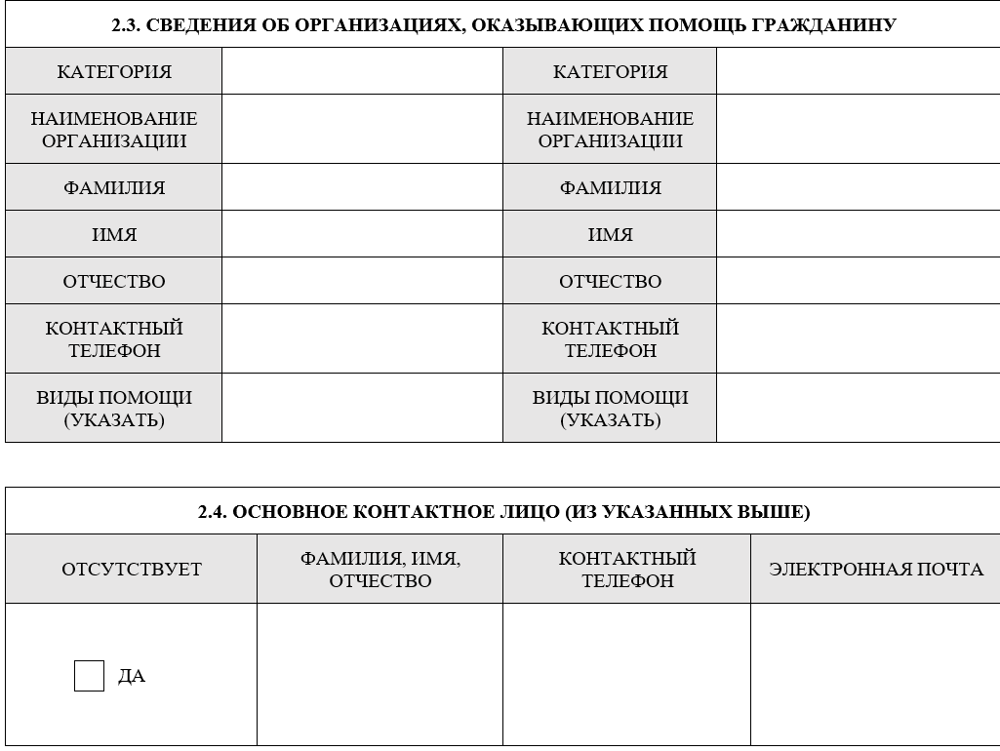 2.3. СВЕДЕНИЯ ОБ ОРГАНИЗАЦИЯХ, ОКАЗЫВАЮЩИХ ПОМОЩЬ ГРАЖДАНИНУ
КАТЕГОРИЯ КАТЕГОРИЯ
НАИМЕНОВАНИЕ НАИМЕНОВАНИЕ
ОРГАНИЗАЦИИ ОРГАНИЗАЦИИ
ФАМИЛИЯ ФАМИЛИЯ
ИМЯ ИМЯ
ОТЧЕСТВО ОТЧЕСТВО
КОНТАКТНЫЙ КОНТАКТНЫЙ
ТЕЛЕФОН ТЕЛЕФОН
ВИДЫ ПОМОЩИ ВИДЫ ПОМОЩИ
(УКАЗАТЬ) (УКАЗАТЬ)
2.4. ОСНОВНОЕ КОНТАКТНОЕ ЛИЦО (ИЗ УКАЗАННЫХ ВЫШЕ)
ОТСУТСТВУЕТ
ФАМИЛИЯ, ИМЯ,
ОТЧЕСТВО
КОНТАКТНЫЙ
ТЕЛЕФОН
ЭЛЕКТРОННАЯ ПОЧТА
ДА